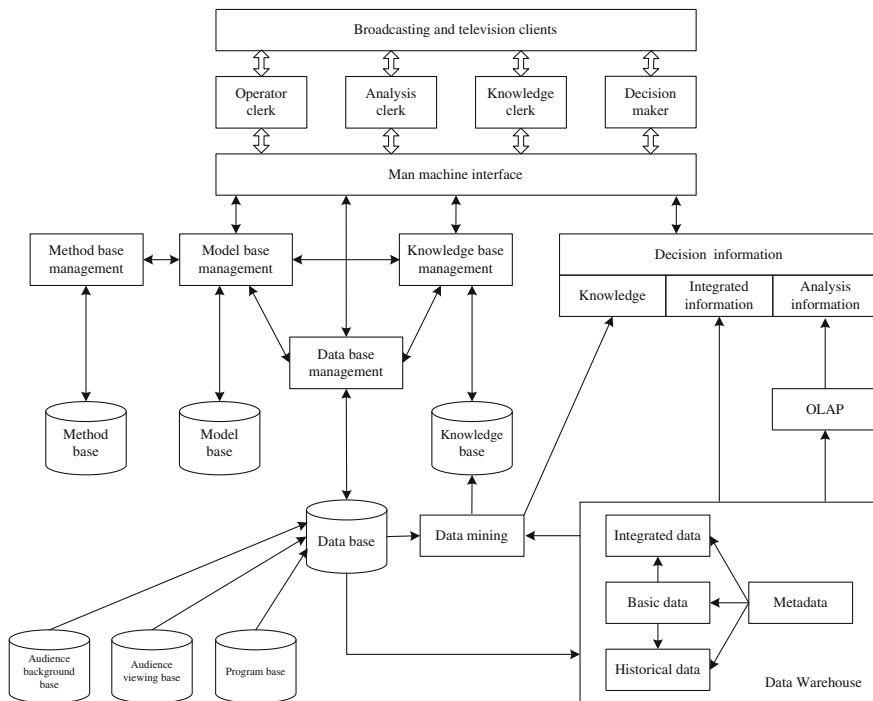 Broadcasting and television clients
Operator
clerk
Analysis
clerk
Knowledge
clerk
Decision
maker
Man machine interface
Method base
management
Model base
management
Knowledge base
management
Decision information
Knowledge
Integrated
information
Analysis
information
Data base
management
OLAP
Method
base
Model
base
Knowledge
base
Data base
Data mining
Integrated data
Basic data
Metadata
Historical data
Data Warehouse
Audience
background
base
Audience
viewing base
Program base